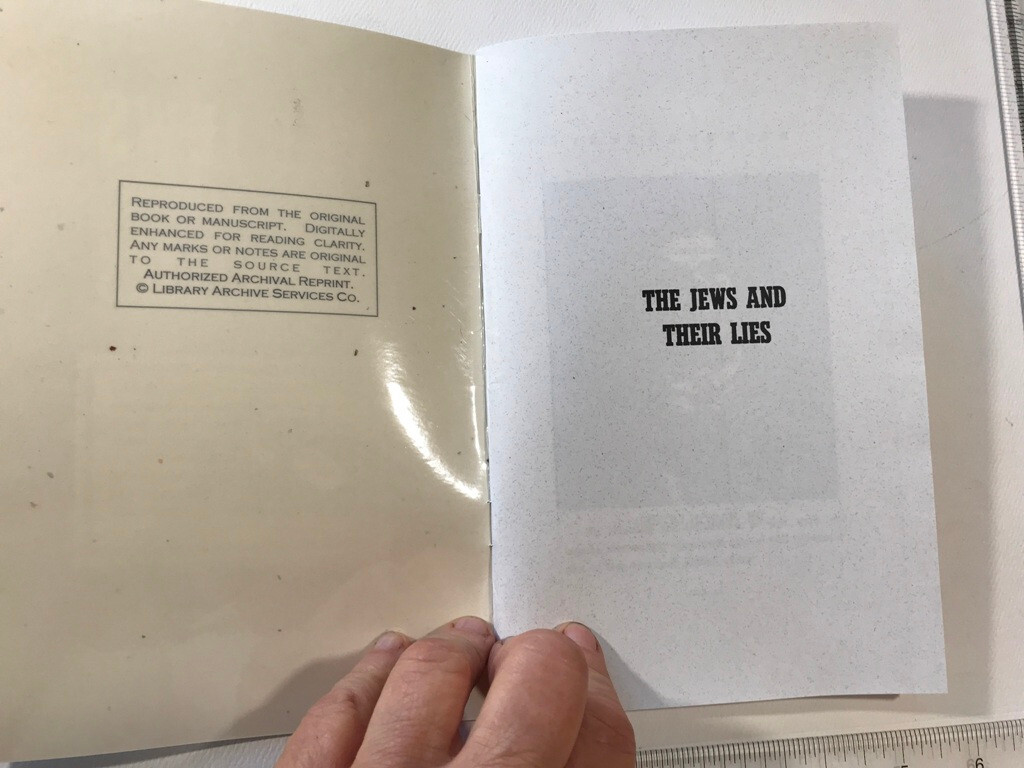 REPRODUCED FROM THE ORIGINAL
BOOK OR MANUSCRIPT. DIGITALLY
ENHANCED FOR READING CLARITY.
ANY MARKS OR NOTES ARE ORIGINAL
TO THE SOURCE TEXT.
AUTHORIZED ARCHIVAL REPRINT.
© LIBRARY ARCHIVE SERVICES CO.
THE JEWS AND
THEIR LIES
6